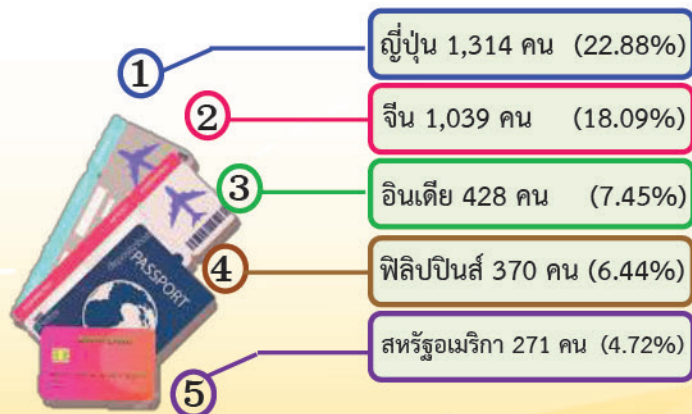 1
ญี่ปุ่น 1,314 คน (22.88%)
2
จีน 1,039 คน (18.09%)
3
อินเดีย 428 คน (7.45%)
4
ฟิลิปปินส์ 370 คน (6.44%)
5
สหรัฐอเมริกา 271 คน (4.72%)
PASSPORT